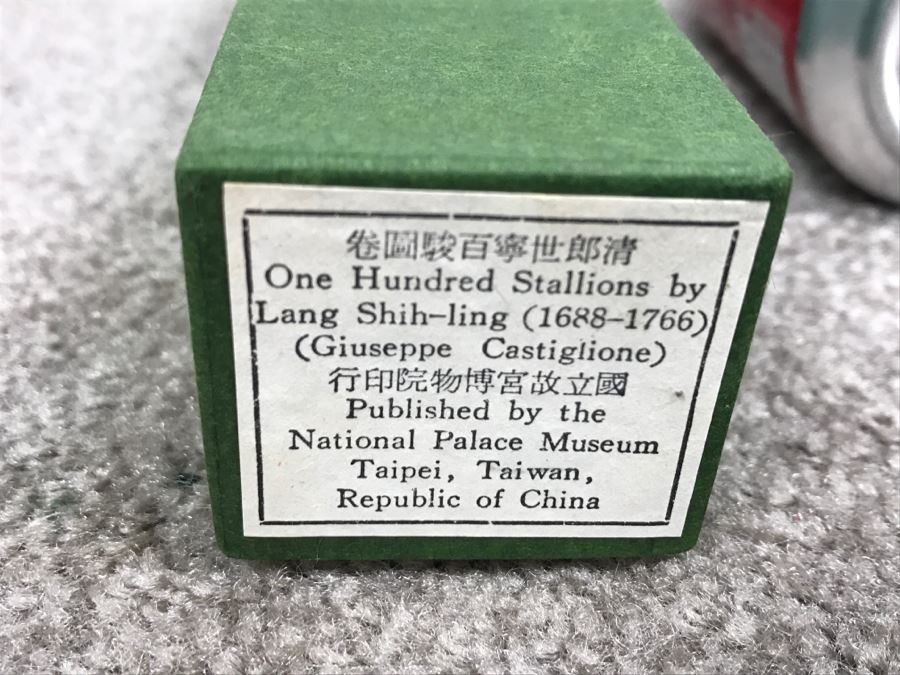 清郎世寧百駿圖卷
One Hundred Stallions by
Lang Shih-ling (1688-1766)
(Giuseppe Castiglione)
國立故宮博物院印行
Published by the
National Palace Museum
Taipei, Taiwan,
Republic of China